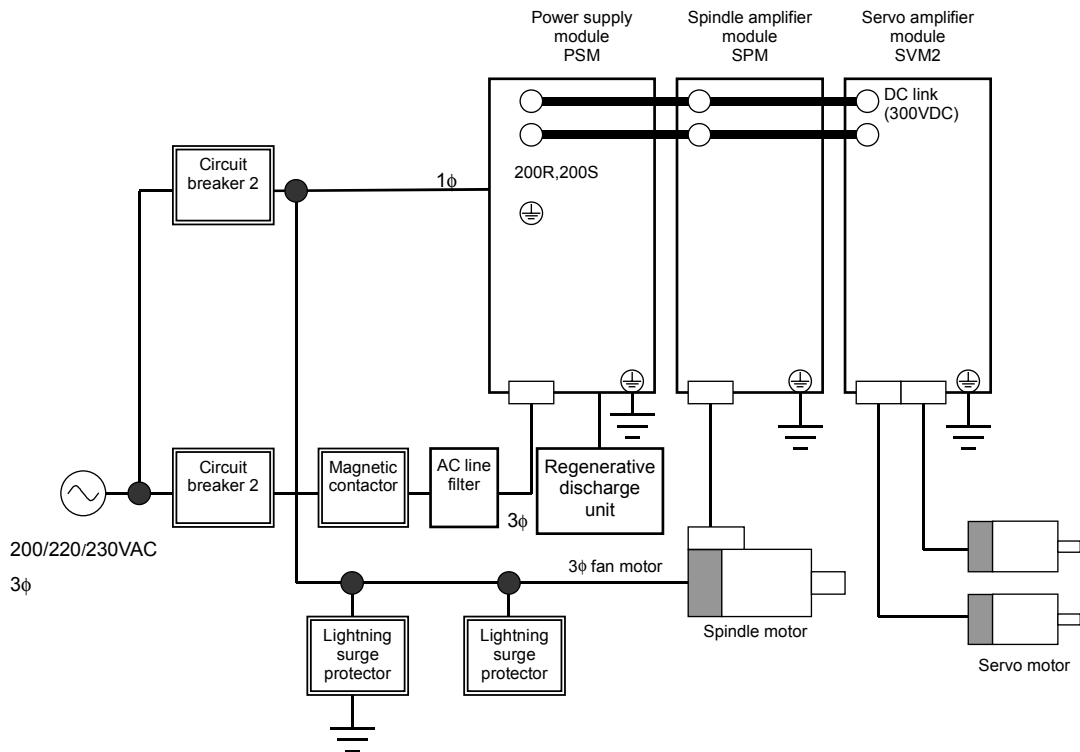 Power supply
module
PSM
Spindle amplifier
module
SPM
Servo amplifier
module
SVM2
DC link
(300VDC)
Circuit
breaker 2
1ϕ
200R,200S
Circuit
breaker 2
Magnetic
contactor
AC line
filter
3ϕ
Regenerative
discharge
unit
200/220/230VAC
3ϕ
3ϕ fan motor
Lightning
surge
protector
Lightning
surge
protector
Spindle motor
Servo motor